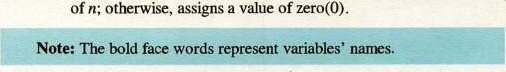 of n; otherwise, assigns a value of zero(0).
Note: The bold face words represent variables' names.